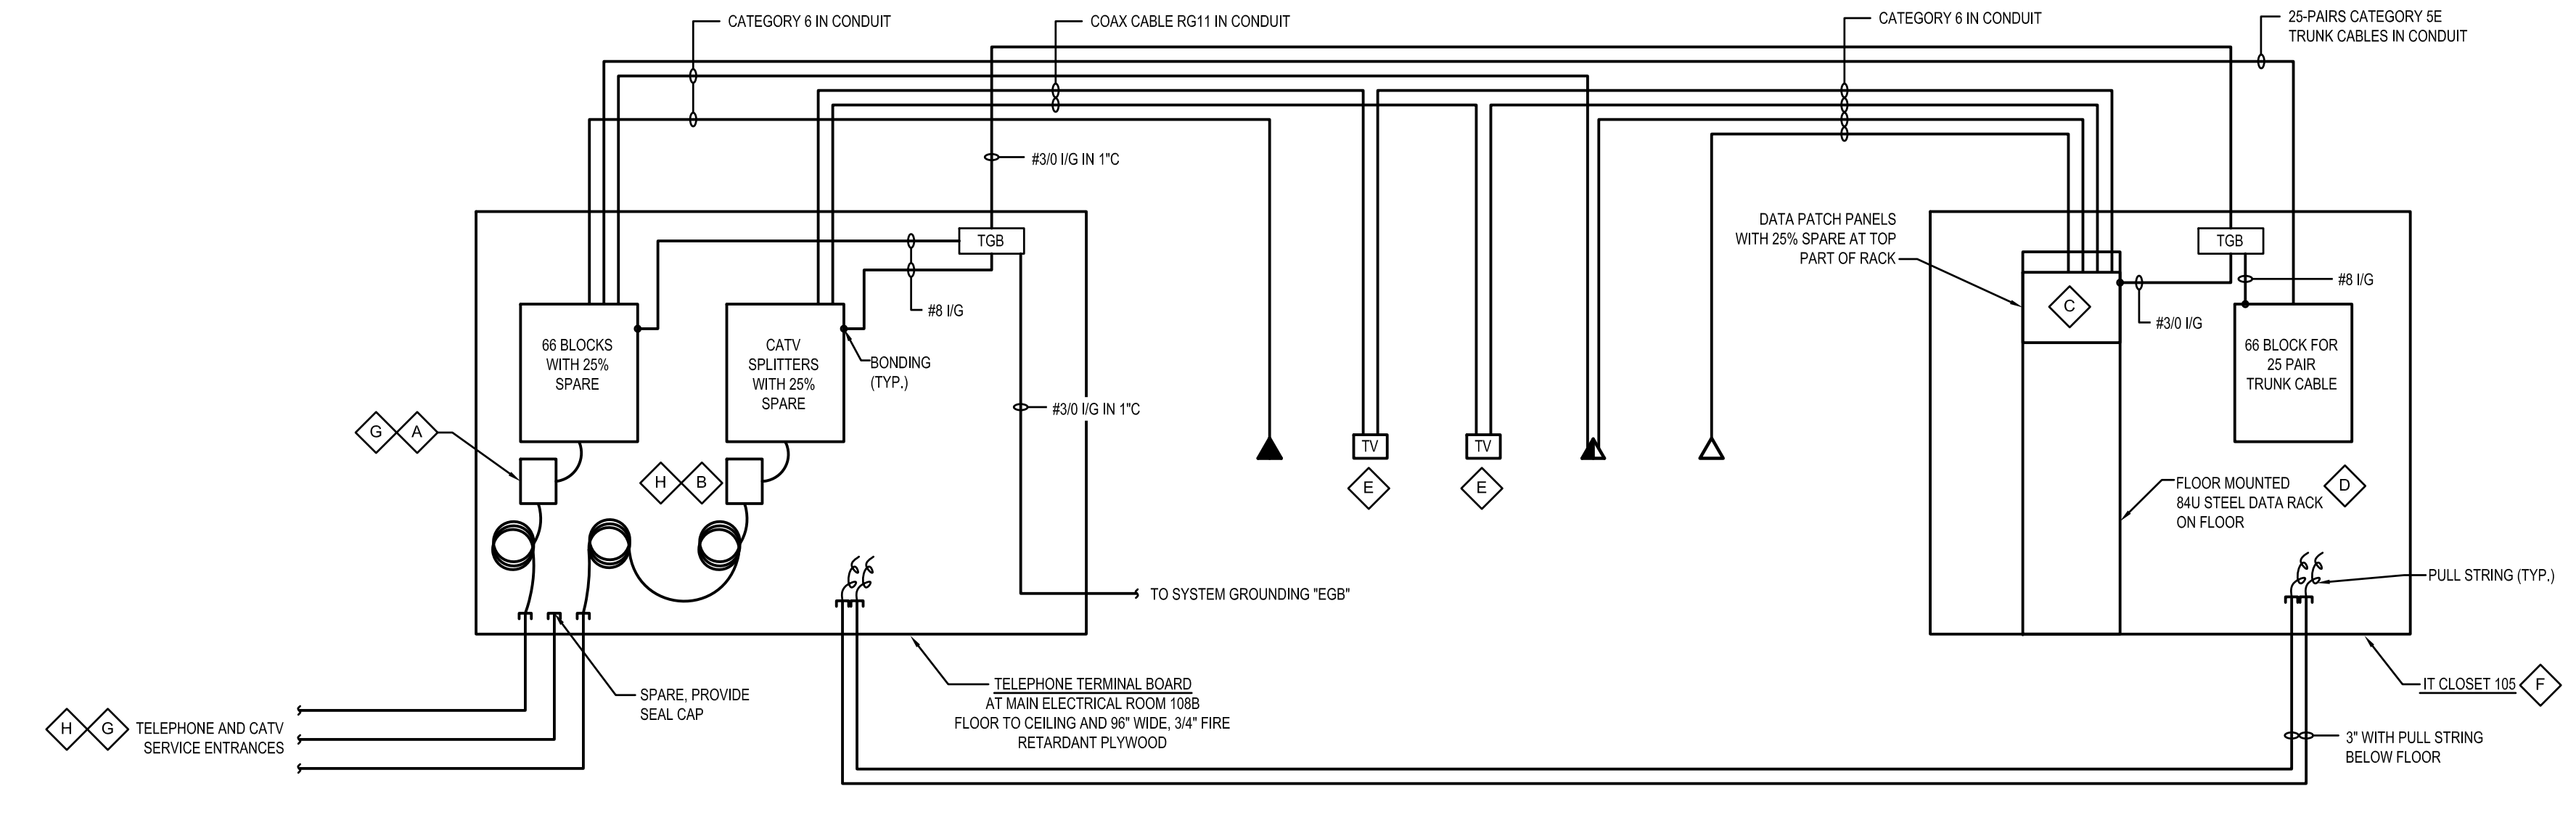 CATEGORY 6 IN CONDUIT
COAX CABLE RG11 IN CONDUIT
CATEGORY 6 IN CONDUIT
25-PAIRS CATEGORY 5E
TRUNK CABLES IN CONDUIT
#3/0 I/G IN 1"C
TGB
#8 I/G
66 BLOCKS
WITH 25%
SPARE
CATV
SPLITTERS
WITH 25%
SPARE
BONDING
(TYP.)
#3/0 I/G IN 1"C
G
A
H
B
TV
E
TV
E
DATA PATCH PANELS
WITH 25% SPARE AT TOP
PART OF RACK
C
TGB
#8 I/G
#3/0 I/G
66 BLOCK FOR
25 PAIR
TRUNK CABLE
FLOOR MOUNTED
84U STEEL DATA RACK
ON FLOOR
D
PULL STRING (TYP.)
TO SYSTEM GROUNDING "EGB"
SPARE, PROVIDE
SEAL CAP
TELEPHONE TERMINAL BOARD
AT MAIN ELECTRICAL ROOM 108B
FLOOR TO CEILING AND 96" WIDE, 3/4" FIRE
RETARDANT PLYWOOD
IT CLOSET 105
F
H
G
TELEPHONE AND CATV
SERVICE ENTRANCES
3" WITH PULL STRING
BELOW FLOOR